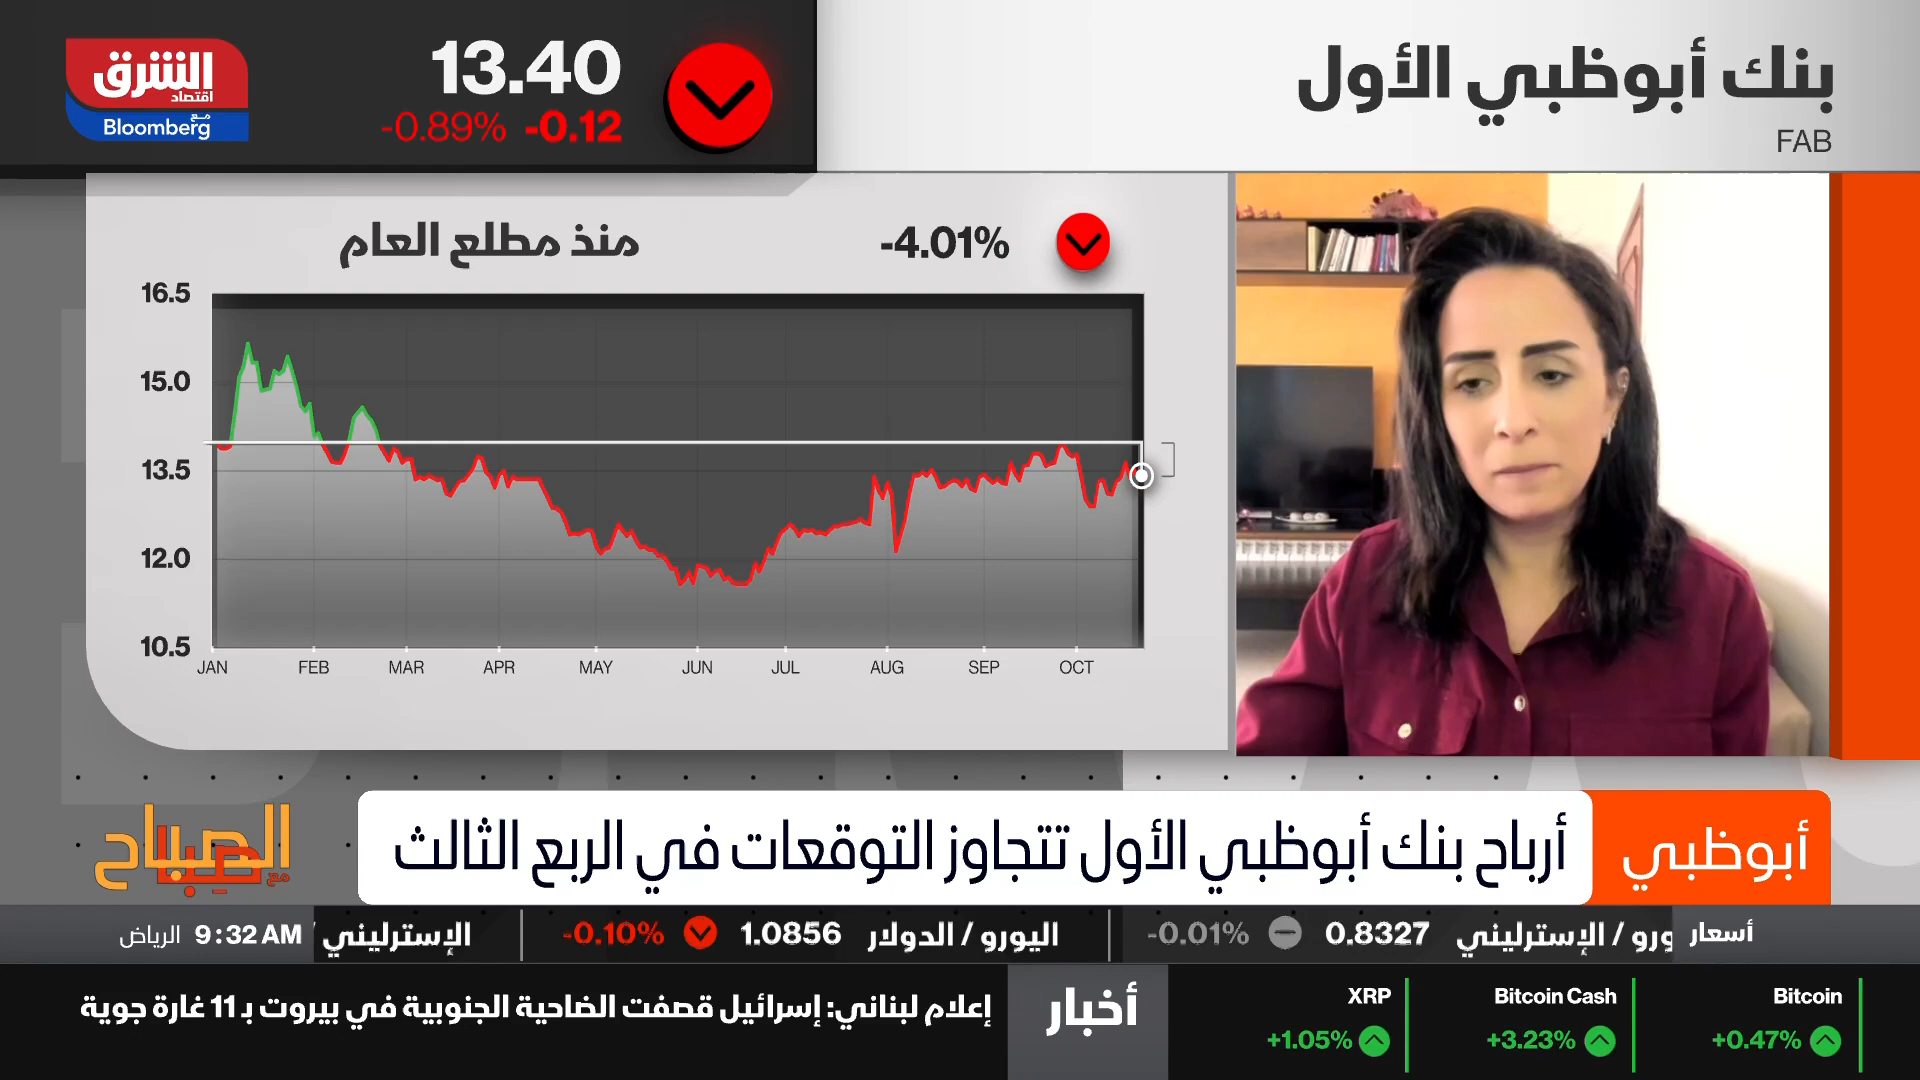 بنك أبوظبي الأول
FAB
13.40
-0.89% -0.12
الشرق
اقتصاد
مع
Bloomberg
منذ مطلع العام
-4.01%
16.5
15.0
13.5
12.0
10.5
JAN FEB MAR APR MAY JUN JUL AUG SEP OCT
أبوظبي
أرباح بنك أبوظبي الأول تتجاوز التوقعات في الربع الثالث
الصباح
مع صبا
أسعار
ورو / الإسترليني 0.8327 -0.01%
اليورو / الدولار 1.0856 -0.10%
الإسترليني /
9:32 AM الرياض
Bitcoin
+0.47%
Bitcoin Cash
+3.23%
XRP
+1.05%
أخبار
إعلام لبناني: إسرائيل قصفت الضاحية الجنوبية في بيروت بـ 11 غارة جوية